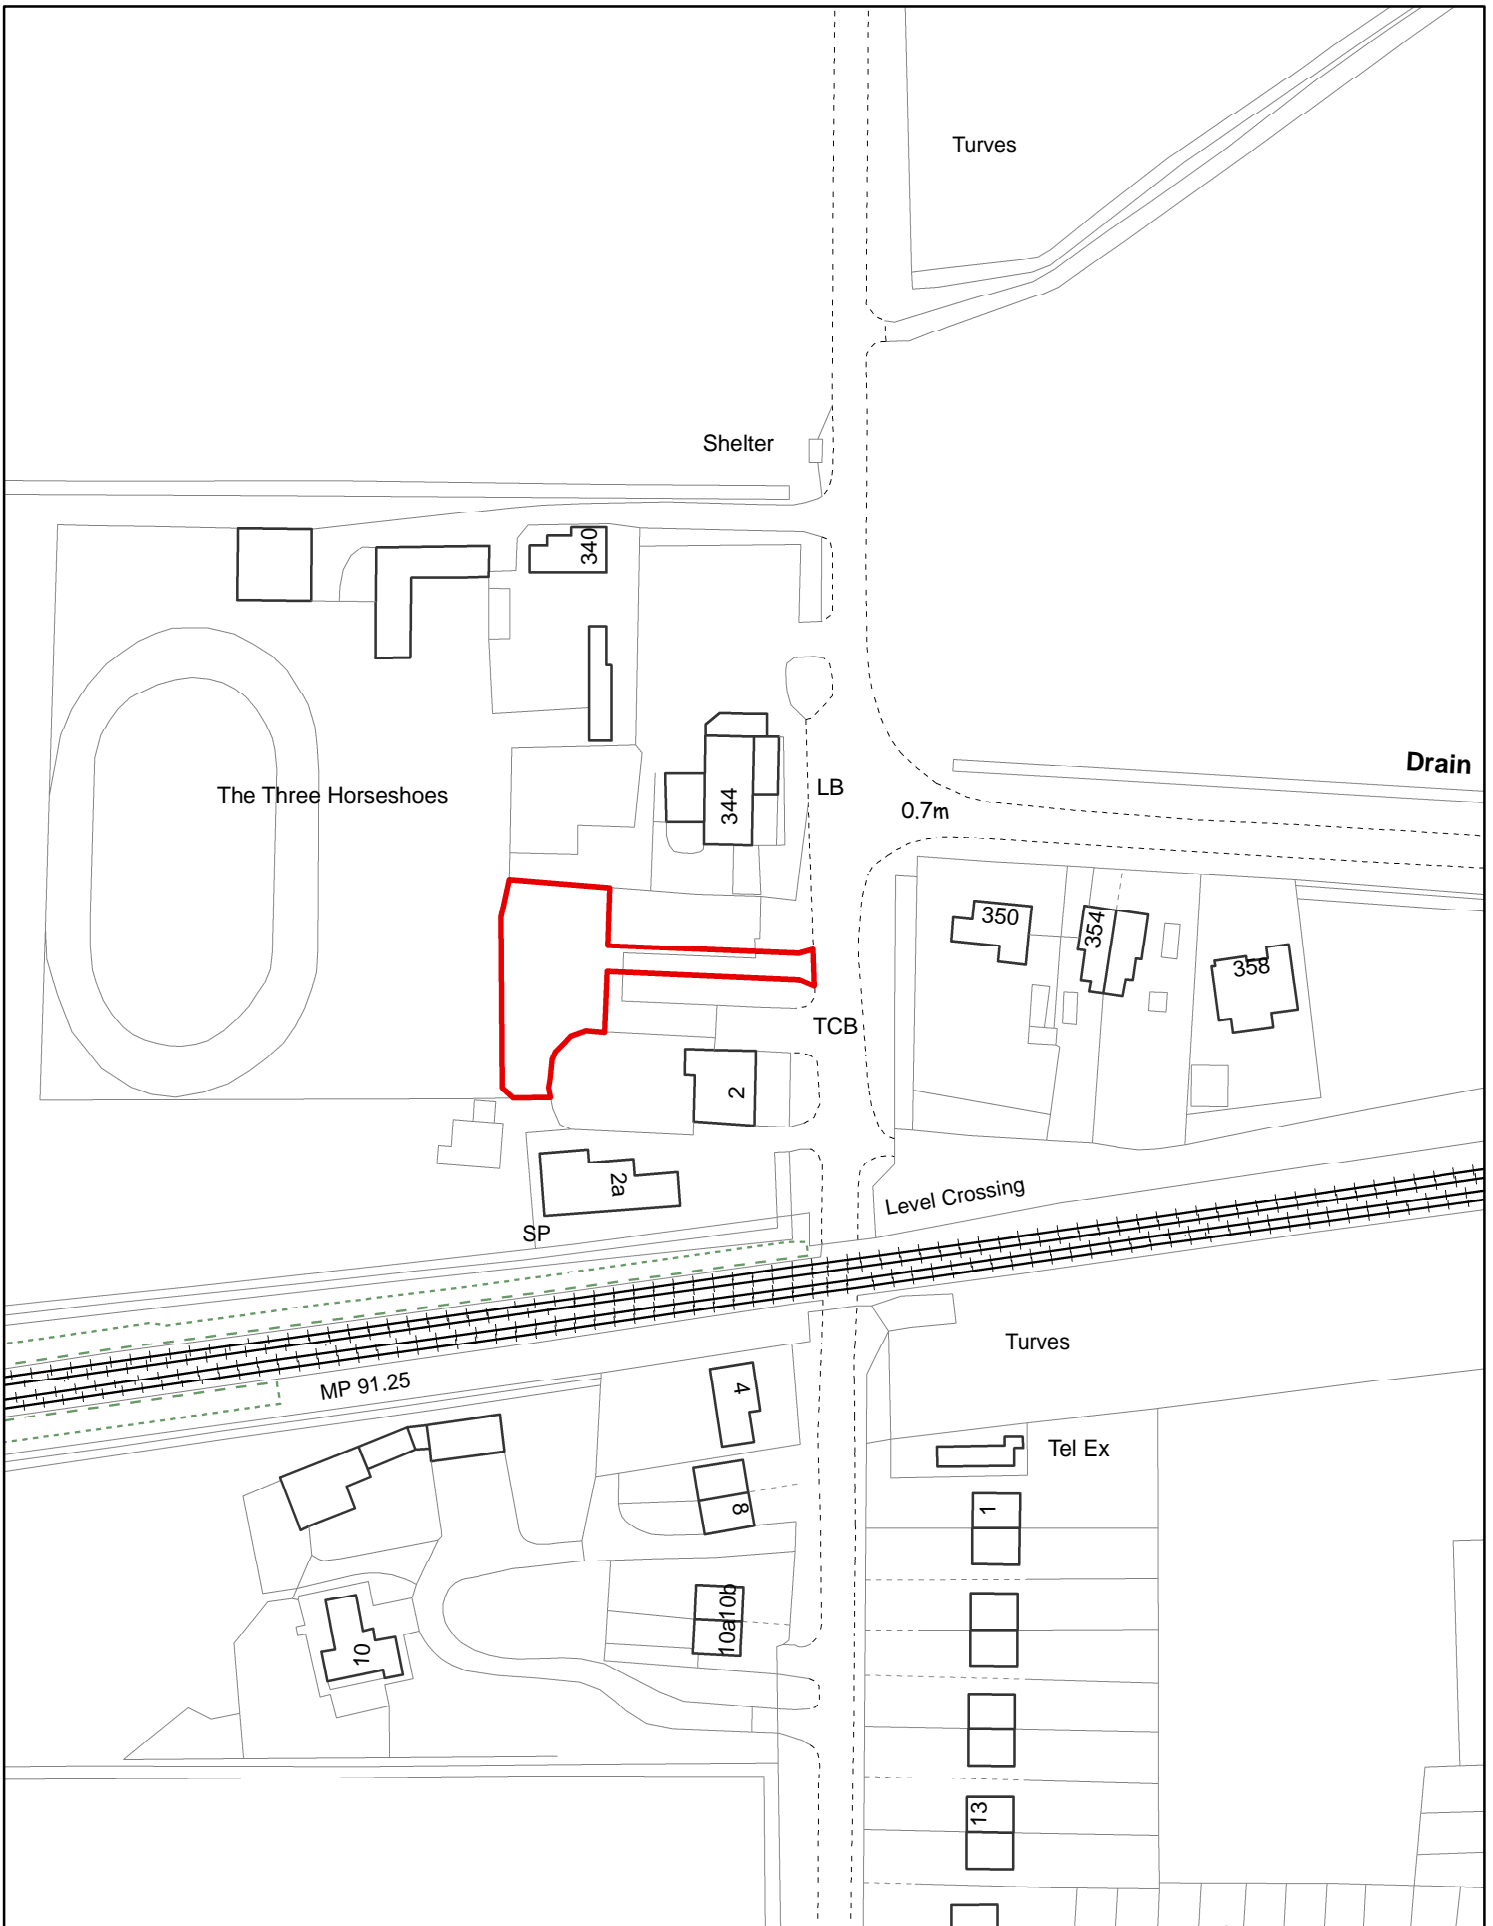 Turves
Shelter
340
Drain
The Three Horseshoes
LB
344
0.7m
350
354
358
TCB
2
2a
Level Crossing
SP
Turves
MP 91.25
4
Tel Ex
8
1
10b
10a
10
13